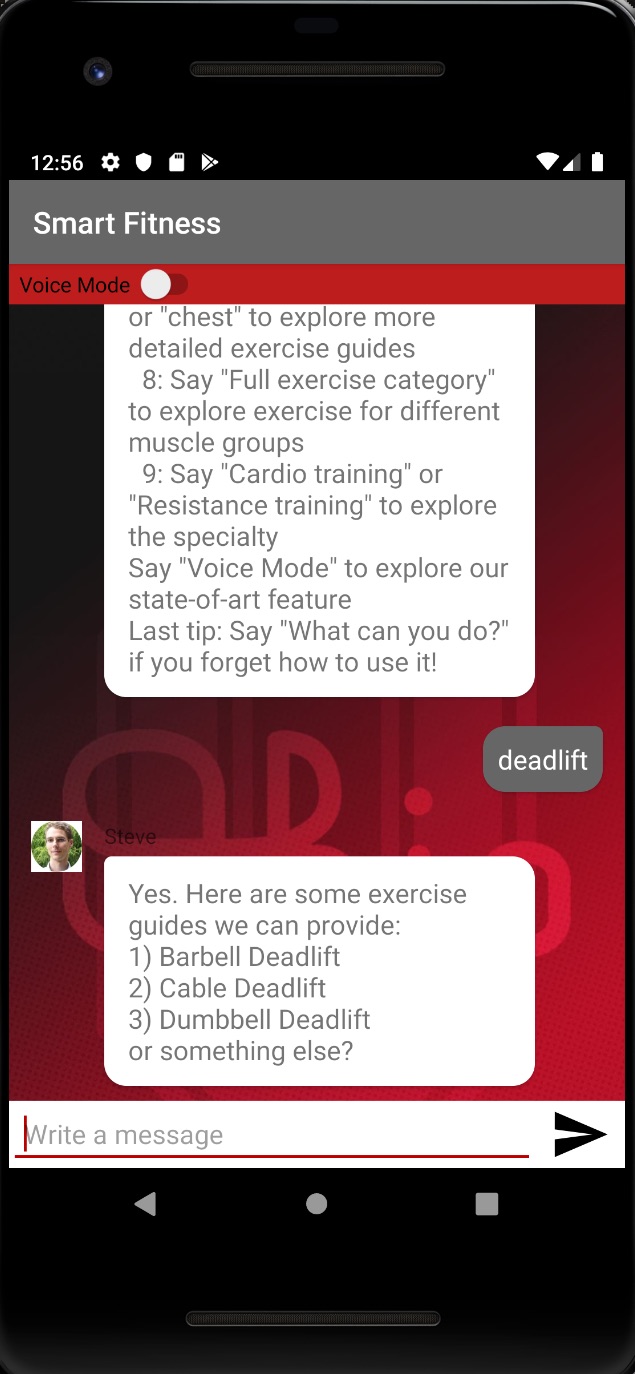 12:56
Smart Fitness
Voice Mode
or "chest" to explore more
detailed exercise guides
8: Say "Full exercise category"
to explore exercise for different
muscle groups
9: Say "Cardio training" or
"Resistance training" to explore
the specialty
Say "Voice Mode" to explore our
state-of-art feature
Last tip: Say "What can you do?"
if you forget how to use it!
deadlift
Steve
Yes. Here are some exercise
guides we can provide:
1) Barbell Deadlift
2) Cable Deadlift
3) Dumbbell Deadlift
or something else?
Write a message